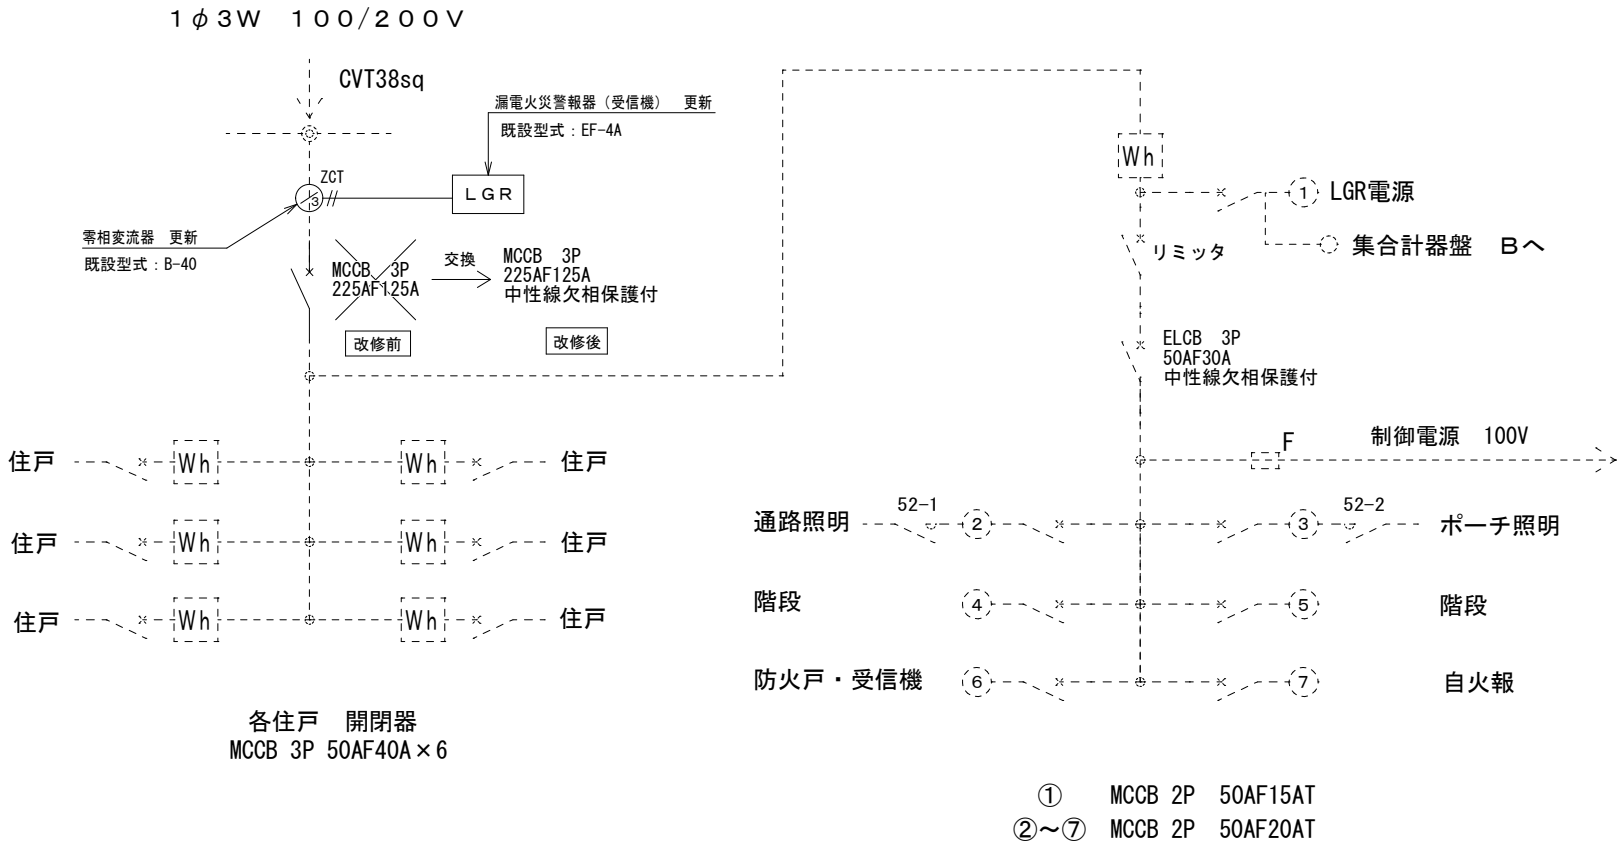 1φ3W 100/200V
CVT38sq
漏電火災警報器（受信機） 更新
既設型式：EF-4A
ZCT
3
LGR
零相変流器 更新
既設型式：B-40
MCCB 3P
225AF125A
交換
MCCB 3P
225AF125A
中性線欠相保護付
改修前
改修後
Wh
① LGR電源
集合計器盤 Bへ
リミッタ
ELCB 3P
50AF30A
中性線欠相保護付
F
制御電源 100V
住戸 Wh Wh 住戸
住戸 Wh Wh 住戸
住戸 Wh Wh 住戸
通路照明 52-1 ② ③ 52-2 ポーチ照明
階段 ④ ⑤ 階段
防火戸・受信機 ⑥ ⑦ 自火報
各住戸 開閉器
MCCB 3P 50AF40A×6
① MCCB 2P 50AF15AT
②～⑦ MCCB 2P 50AF20AT